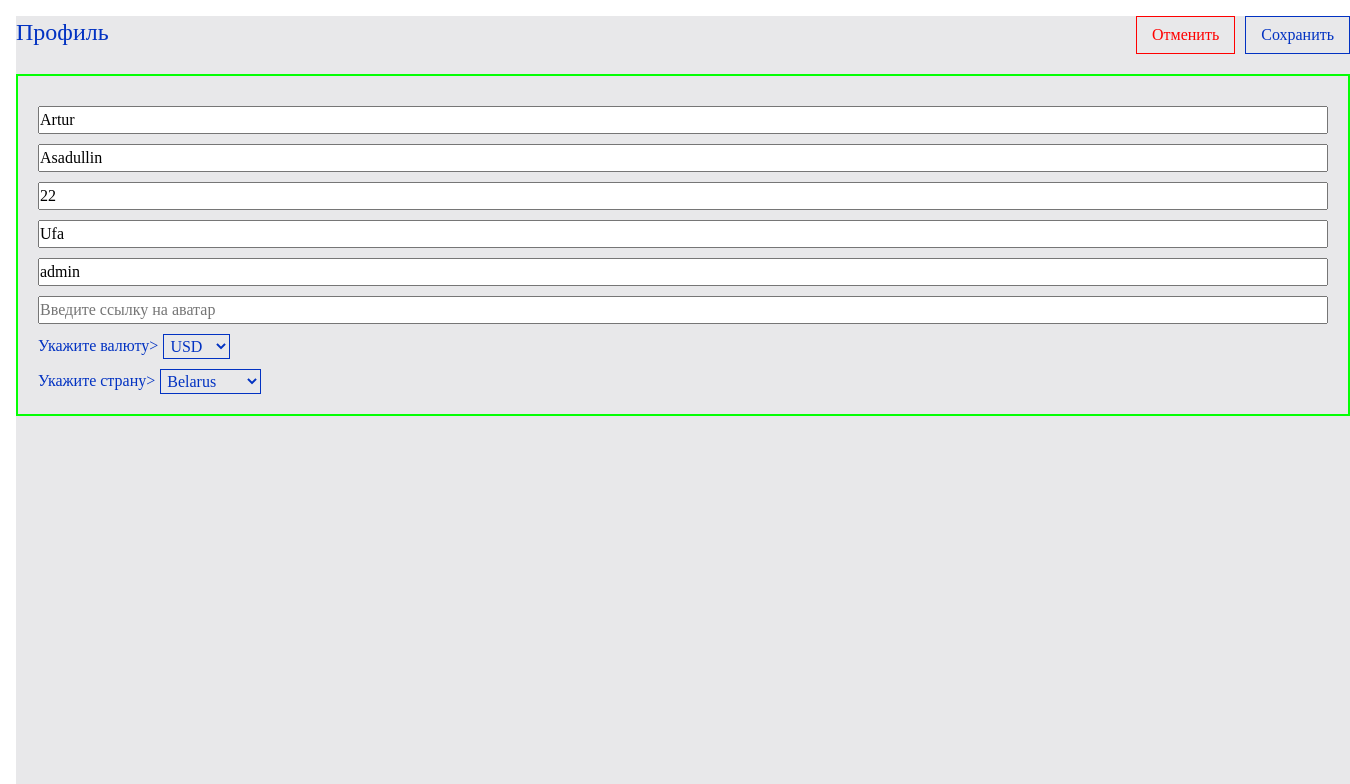 Профиль
Отменить Сохранить
Artur
Asadullin
22
Ufa
admin
Введите ссылку на аватар
Укажите валюту> USD
Укажите страну> Belarus